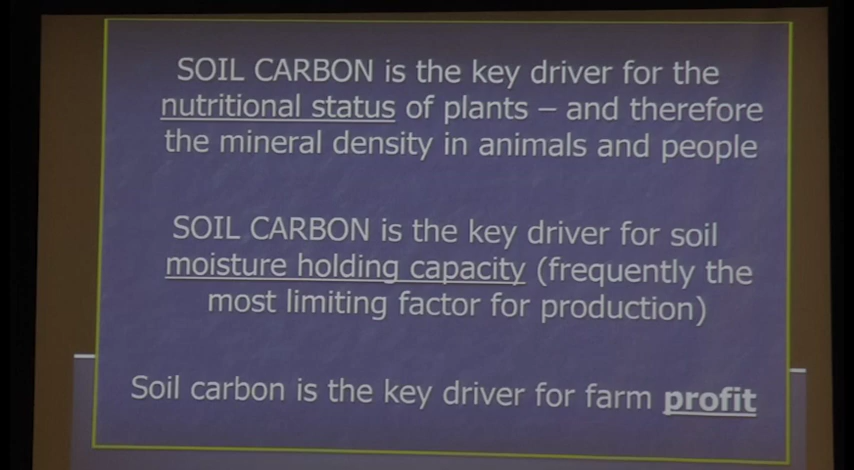 SOIL CARBON is the key driver for the
nutritional status of plants – and therefore
the mineral density in animals and people
SOIL CARBON is the key driver for soil
moisture holding capacity (frequently the
most limiting factor for production)
Soil carbon is the key driver for farm profit